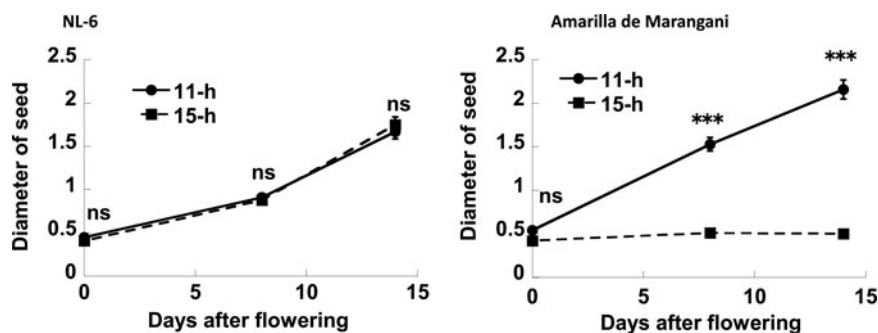 NL-6
Diameter of seed
2.5
2
1.5
1
0.5
0
11-h
15-h
ns
ns
ns
0
5
10
15
Days after flowering
Amarilla de Marangani
Diameter of seed
2.5
2
1.5
1
0.5
0
11-h
15-h
ns
***
***
0
5
10
15
Days after flowering